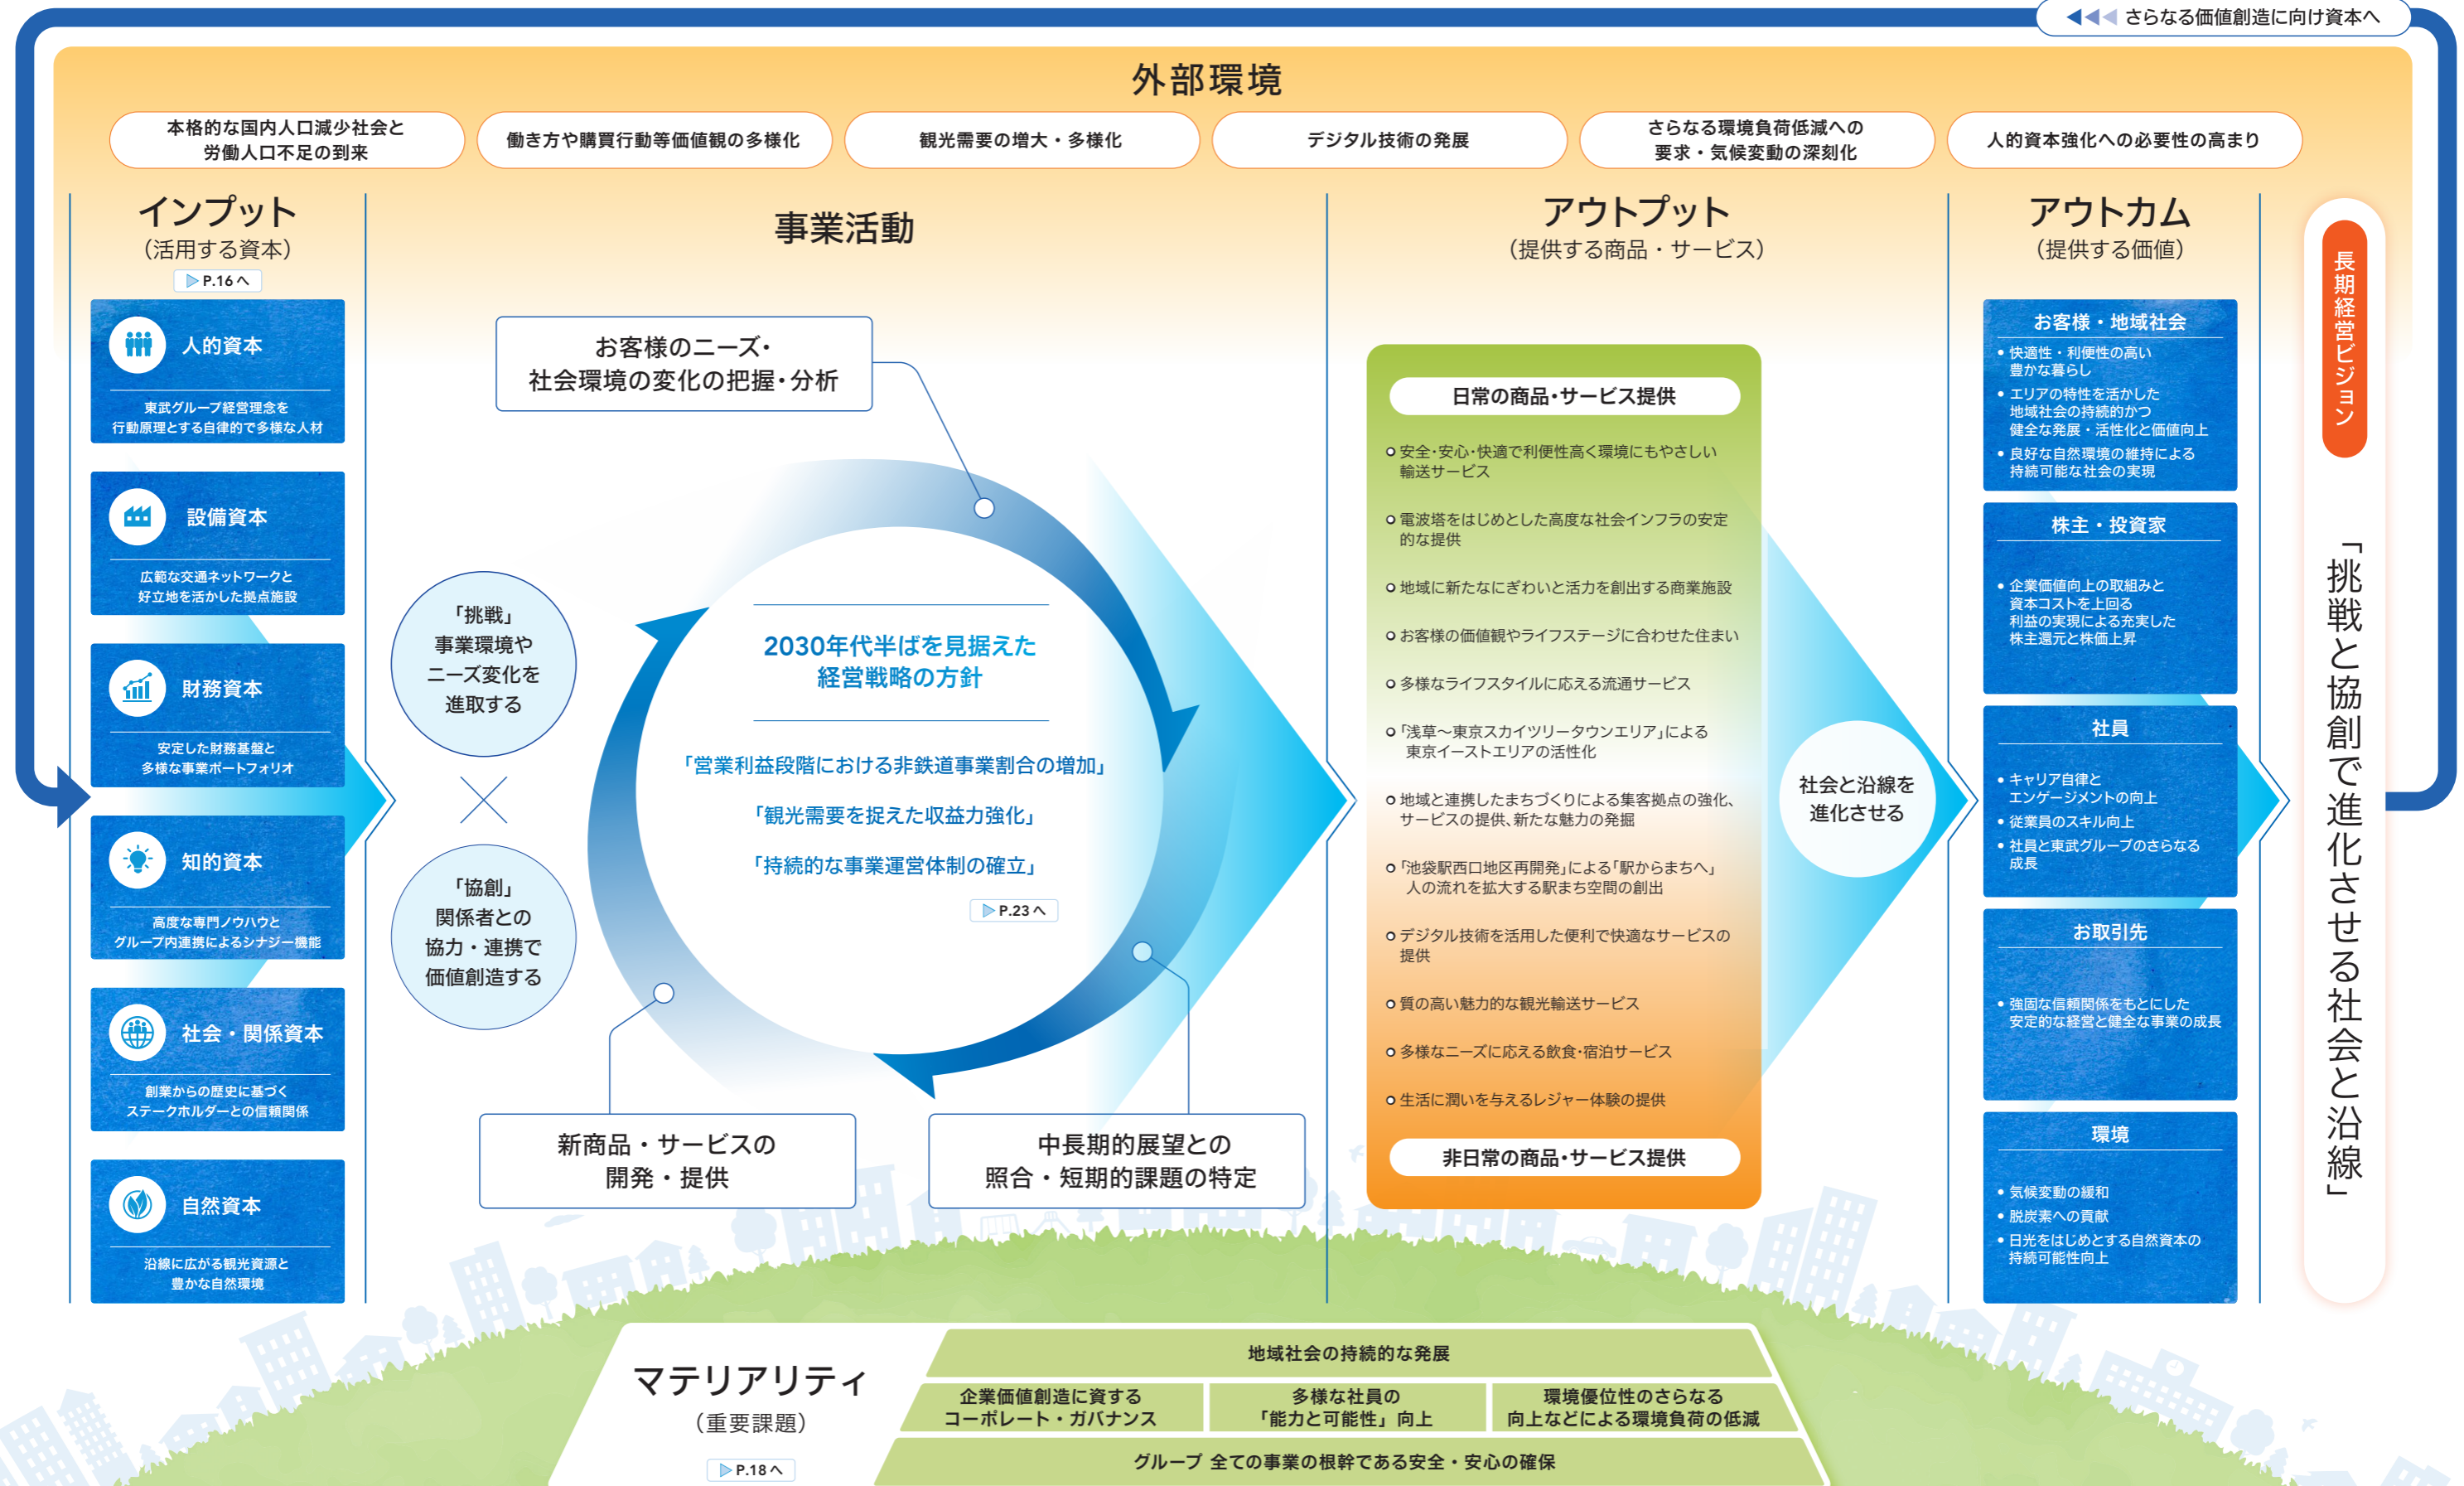 さらなる価値創造に向け資本へ
外部環境
本格的な国内人口減少社会と
労働人口不足の到来
働き方や購買行動等価値観の多様化
観光需要の増大・多様化
デジタル技術の発展
さらなる環境負荷低減への
要求・気候変動の深刻化
人的資本強化への必要性の高まり
インプット
（活用する資本）
P.16へ
人的資本
東武グループ経営理念を
行動原理とする自律的で多様な人材
設備資本
広範な交通ネットワークと
好立地を活かした拠点施設
財務資本
安定した財務基盤と
多様な事業ポートフォリオ
知的資本
高度な専門ノウハウと
グループ内連携によるシナジー機能
社会・関係資本
創業からの歴史に基づく
ステークホルダーとの信頼関係
自然資本
沿線に広がる観光資源と
豊かな自然環境
事業活動
お客様のニーズ・
社会環境の変化の把握・分析
「挑戦」
事業環境や
ニーズ変化を
進取する
「協創」
関係者との
協力・連携で
価値創造する
2030年代半ばを見据えた
経営戦略の方針
「営業利益段階における非鉄道事業割合の増加」
「観光需要を捉えた収益力強化」
「持続的な事業運営体制の確立」
P.23へ
新商品・サービスの
開発・提供
中長期的展望との
照合・短期的課題の特定
アウトプット
（提供する商品・サービス）
日常の商品・サービス提供
安全・安心・快適で利便性高く環境にもやさしい
輸送サービス
電波塔をはじめとした高度な社会インフラの安定
的な提供
地域に新たなにぎわいと活力を創出する商業施設
お客様の価値観やライフステージに合わせた住まい
多様なライフスタイルに応える流通サービス
「浅草～東京スカイツリータウンエリア」による
東京イーストエリアの活性化
地域と連携したまちづくりによる集客拠点の強化、
サービスの提供、新たな魅力の発掘
「池袋駅西口地区再開発」による「駅からまちへ」
人の流れを拡大する駅まち空間の創出
デジタル技術を活用した便利で快適なサービスの
提供
質の高い魅力的な観光輸送サービス
多様なニーズに応える飲食・宿泊サービス
生活に潤いを与えるレジャー体験の提供
非日常の商品・サービス提供
社会と沿線を
進化させる
アウトカム
（提供する価値）
お客様・地域社会
• 快適性・利便性の高い
豊かな暮らし
• エリアの特性を活かした
地域社会の持続的かつ
健全な発展・活性化と価値向上
• 良好な自然環境の維持による
持続可能な社会の実現
株主・投資家
• 企業価値向上の取組みと
資本コストを上回る
利益の実現による充実した
株主還元と株価上昇
社員
• キャリア自律と
エンゲージメントの向上
• 従業員のスキル向上
• 社員と東武グループのさらなる
成長
お取引先
• 強固な信頼関係をもとにした
安定的な経営と健全な事業の成長
環境
• 気候変動の緩和
• 脱炭素への貢献
• 日光をはじめとする自然資本の
持続可能性向上
長期経営ビジョン
「挑戦と協創で進化させる社会と沿線」
マテリアリティ
（重要課題）
P.18へ
地域社会の持続的な発展
企業価値創造に資する
コーポレート・ガバナンス
多様な社員の
「能力と可能性」向上
環境優位性のさらなる
向上などによる環境負荷の低減
グループ 全ての事業の根幹である安全・安心の確保